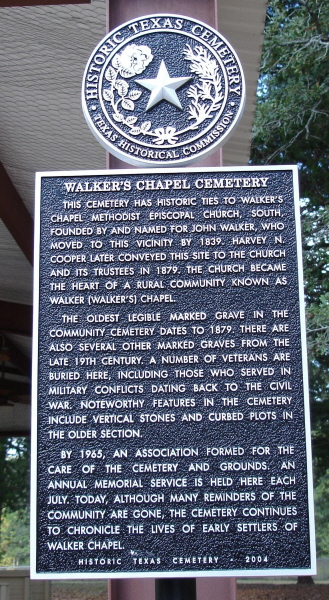 HISTORIC TEXAS CEMETERY
TEXAS HISTORICAL COMMISSION
WALKER'S CHAPEL CEMETERY
THIS CEMETERY HAS HISTORIC TIES TO WALKER'S
CHAPEL METHODIST EPISCOPAL CHURCH, SOUTH,
FOUNDED BY AND NAMED FOR JOHN WALKER, WHO
MOVED TO THIS VICINITY BY 1839. HARVEY N.
COOPER LATER CONVEYED THIS SITE TO THE CHURCH
AND ITS TRUSTEES IN 1879. THE CHURCH BECAME
THE HEART OF A RURAL COMMUNITY KNOWN AS
WALKER (WALKER'S) CHAPEL.
THE OLDEST LEGIBLE MARKED GRAVE IN THE
COMMUNITY CEMETERY DATES TO 1879. THERE ARE
ALSO SEVERAL OTHER MARKED GRAVES FROM THE
LATE 19TH CENTURY. A NUMBER OF VETERANS ARE
BURIED HERE, INCLUDING THOSE WHO SERVED IN
MILITARY CONFLICTS DATING BACK TO THE CIVIL
WAR. NOTEWORTHY FEATURES IN THE CEMETERY
INCLUDE VERTICAL STONES AND CURBED PLOTS IN
THE OLDER SECTION.
BY 1965, AN ASSOCIATION FORMED FOR THE
CARE OF THE CEMETERY AND GROUNDS. AN
ANNUAL MEMORIAL SERVICE IS HELD HERE EACH
JULY. TODAY, ALTHOUGH MANY REMINDERS OF THE
COMMUNITY ARE GONE, THE CEMETERY CONTINUES
TO CHRONICLE THE LIVES OF EARLY SETTLERS OF
WALKER CHAPEL.
HISTORIC TEXAS CEMETERY - 2004